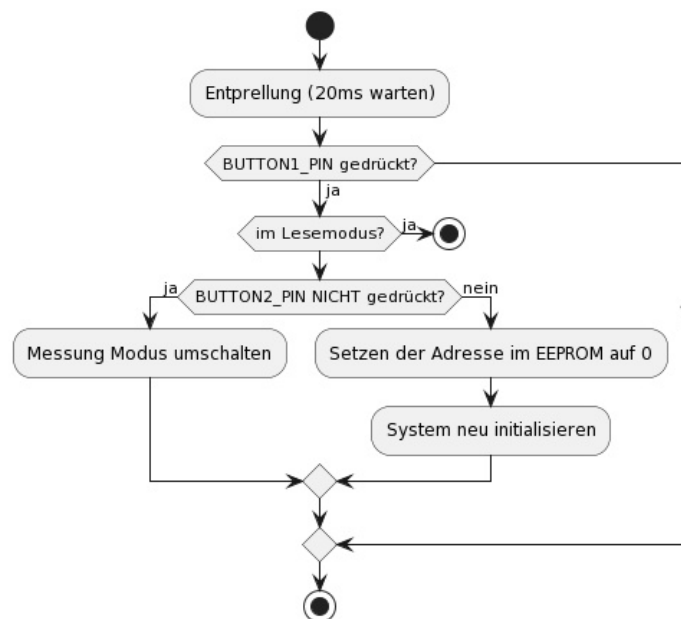 Entprellung (20ms warten)
BUTTON1_PIN gedrückt?
ja
im Lesemodus?
ja
BUTTON2_PIN NICHT gedrückt?
ja
nein
Messung Modus umschalten
Setzen der Adresse im EEPROM auf 0
System neu initialisieren